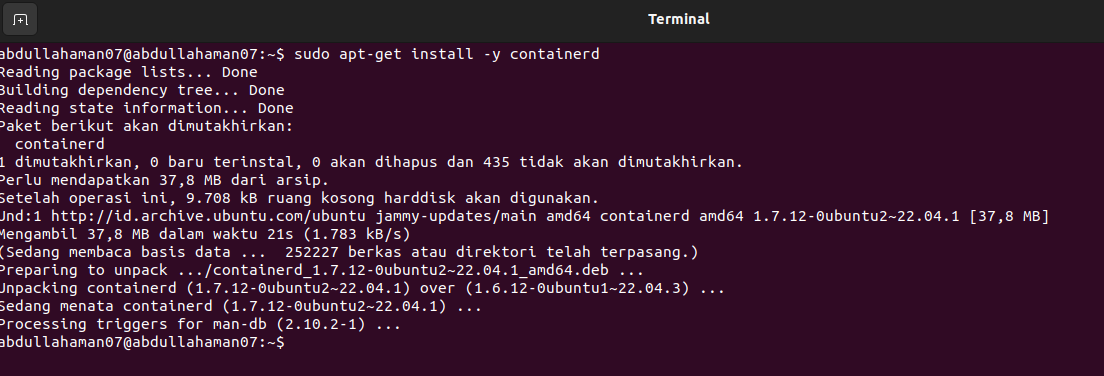 Terminal
abdullahaman07@abdullahaman07:~$ sudo apt-get install -y containerd
Reading package lists... Done
Building dependency tree... Done
Reading state information... Done
Paket berikut akan dimutakhirkan:
  containerd
1 dimutakhirkan, 0 baru terinstal, 0 akan dihapus dan 435 tidak akan dimutakhirkan.
Perlu mendapatkan 37,8 MB dari arsip.
Setelah operasi ini, 9.708 kB ruang kosong harddisk akan digunakan.
Und:1 http://id.archive.ubuntu.com/ubuntu jammy-updates/main amd64 containerd amd64 1.7.12-0ubuntu2~22.04.1 [37,8 MB]
Mengambil 37,8 MB dalam waktu 21s (1.783 kB/s)
(Sedang membaca basis data ...  252227 berkas atau direktori telah terpasang.)
Preparing to unpack .../containerd_1.7.12-0ubuntu2~22.04.1_amd64.deb ...
Unpacking containerd (1.7.12-0ubuntu2~22.04.1) over (1.6.12-0ubuntu1~22.04.3) ...
Sedang menata containerd (1.7.12-0ubuntu2~22.04.1) ...
Processing triggers for man-db (2.10.2-1) ...
abdullahaman07@abdullahaman07:~$